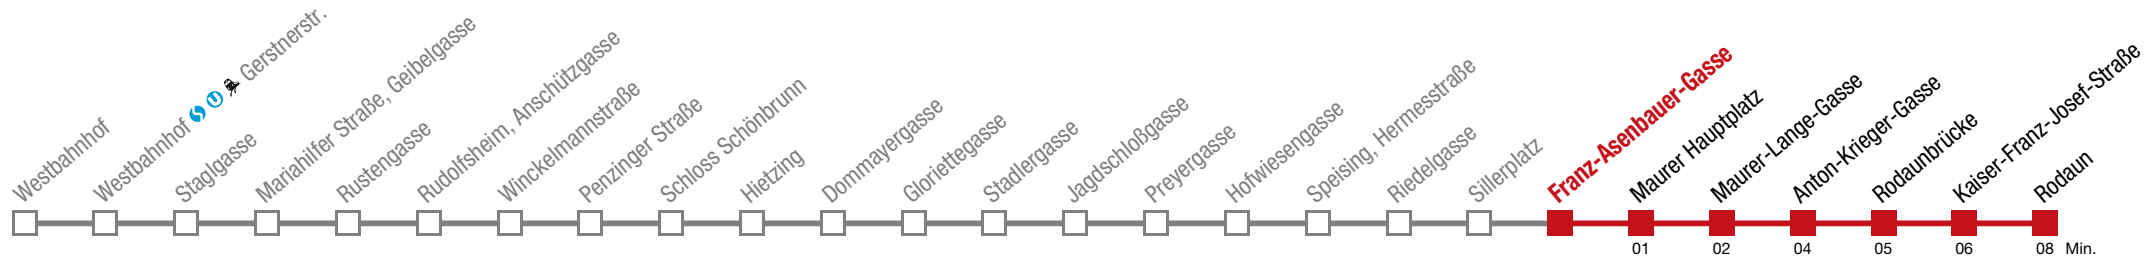 Westbahnhof
Westbahnhof S U Gerstnerstr.
Staglgasse
Mariahilfer Straße, Geibelgasse
Rustengasse
Rudolfsheim, Anschützgasse
Winckelmannstraße
Penzinger Straße
Schloss Schönbrunn
Hietzing
Dommayergasse
Gloriettegasse
Stadlergasse
Jagdschloßgasse
Preyergasse
Hofwiesengasse
Speising, Hermesstraße
Riedelgasse
Sillerplatz
Franz-Asenbauer-Gasse
Maurer Hauptplatz
Maurer-Lange-Gasse
Anton-Krieger-Gasse
Rodaunbrücke
Kaiser-Franz-Josef-Straße
Rodaun
01 02 04 05 06 08 Min.